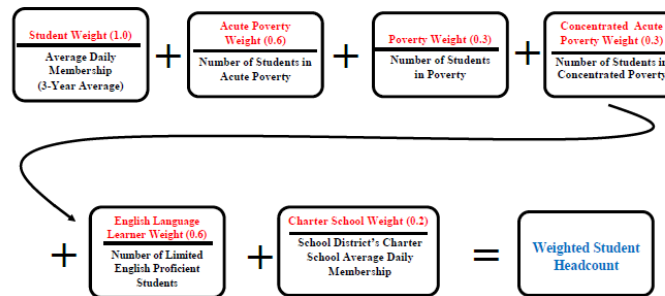 Student Weight (1.0)
Average Daily
Membership
(3-Year Average)
+
Acute Poverty
Weight (0.6)
Number of Students in
Acute Poverty
+
Poverty Weight (0.3)
Number of Students
in Poverty
+
Concentrated Acute
Poverty Weight (0.3)
Number of Students in
Concentrated Poverty
+
English Language
Learner Weight (0.6)
Number of Limited
English Proficient
Students
+
Charter School Weight (0.2)
School District's Charter
School Average Daily
Membership
=
Weighted Student
Headcount